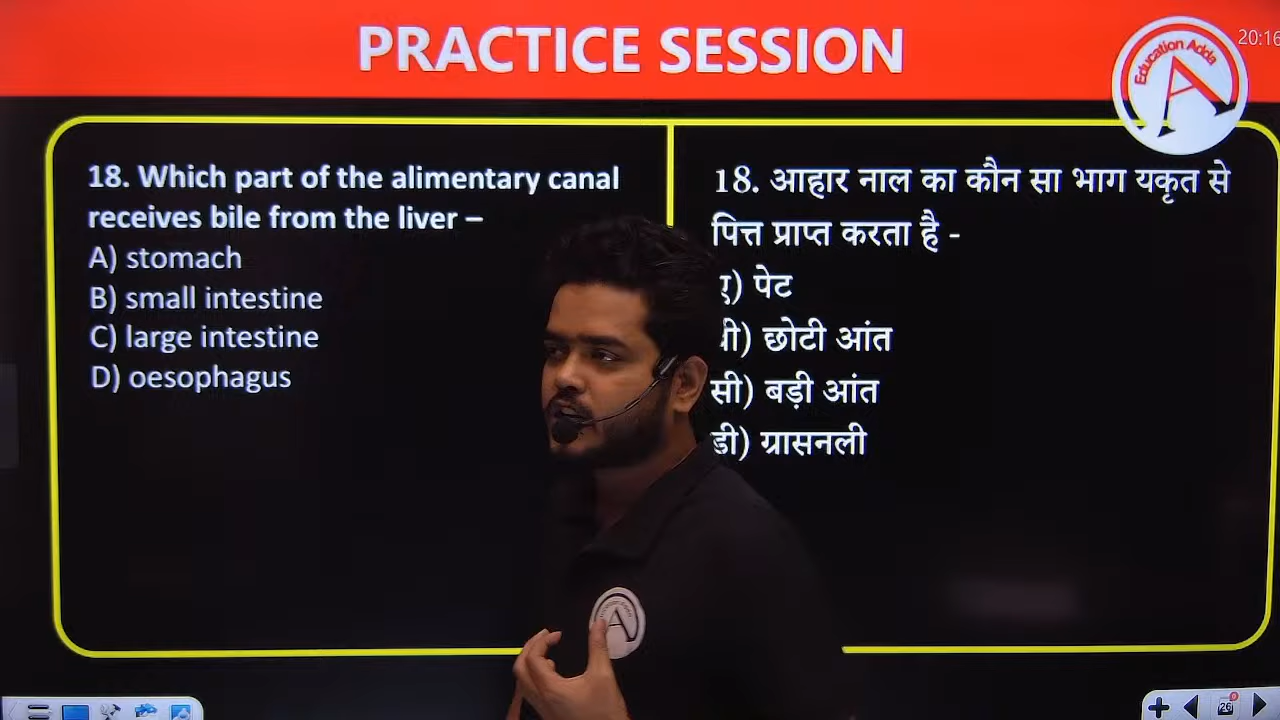 PRACTICE SESSION
Education Adda
A
20:16
18. Which part of the alimentary canal
receives bile from the liver –
A) stomach
B) small intestine
C) large intestine
D) oesophagus
18. आहार नाल का कौन सा भाग यकृत से
पित्त प्राप्त करता है -
ए) पेट
बी) छोटी आंत
सी) बड़ी आंत
डी) ग्रासनली
A
26